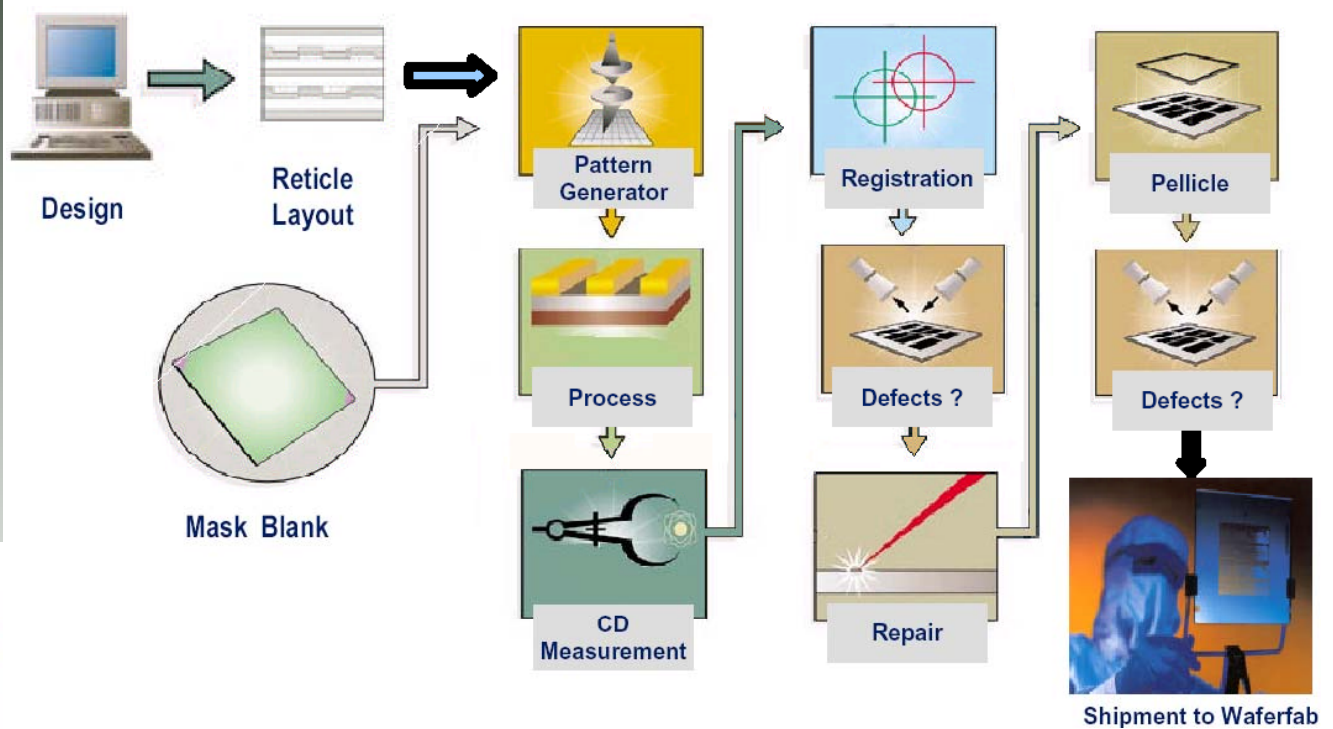 Design
Reticle
Layout
Mask Blank
Pattern
Generator
Process
CD
Measurement
Registration
Defects ?
Repair
Pellicle
Defects ?
Shipment to Waferfab